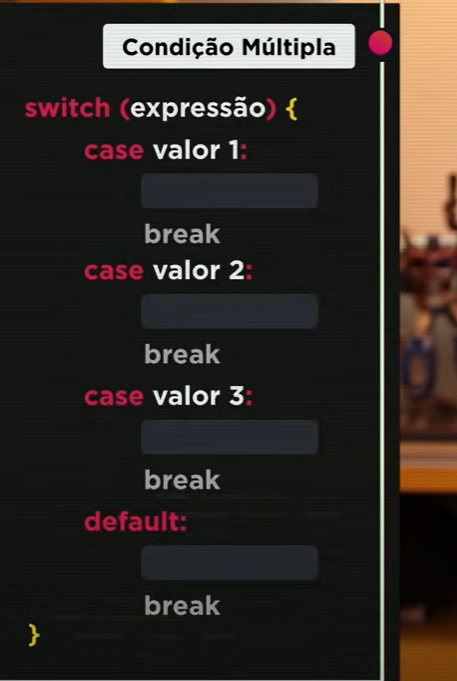 Condição Múltipla
switch (expressão) {
case valor 1:
break
case valor 2:
break
case valor 3:
break
default:
break
}